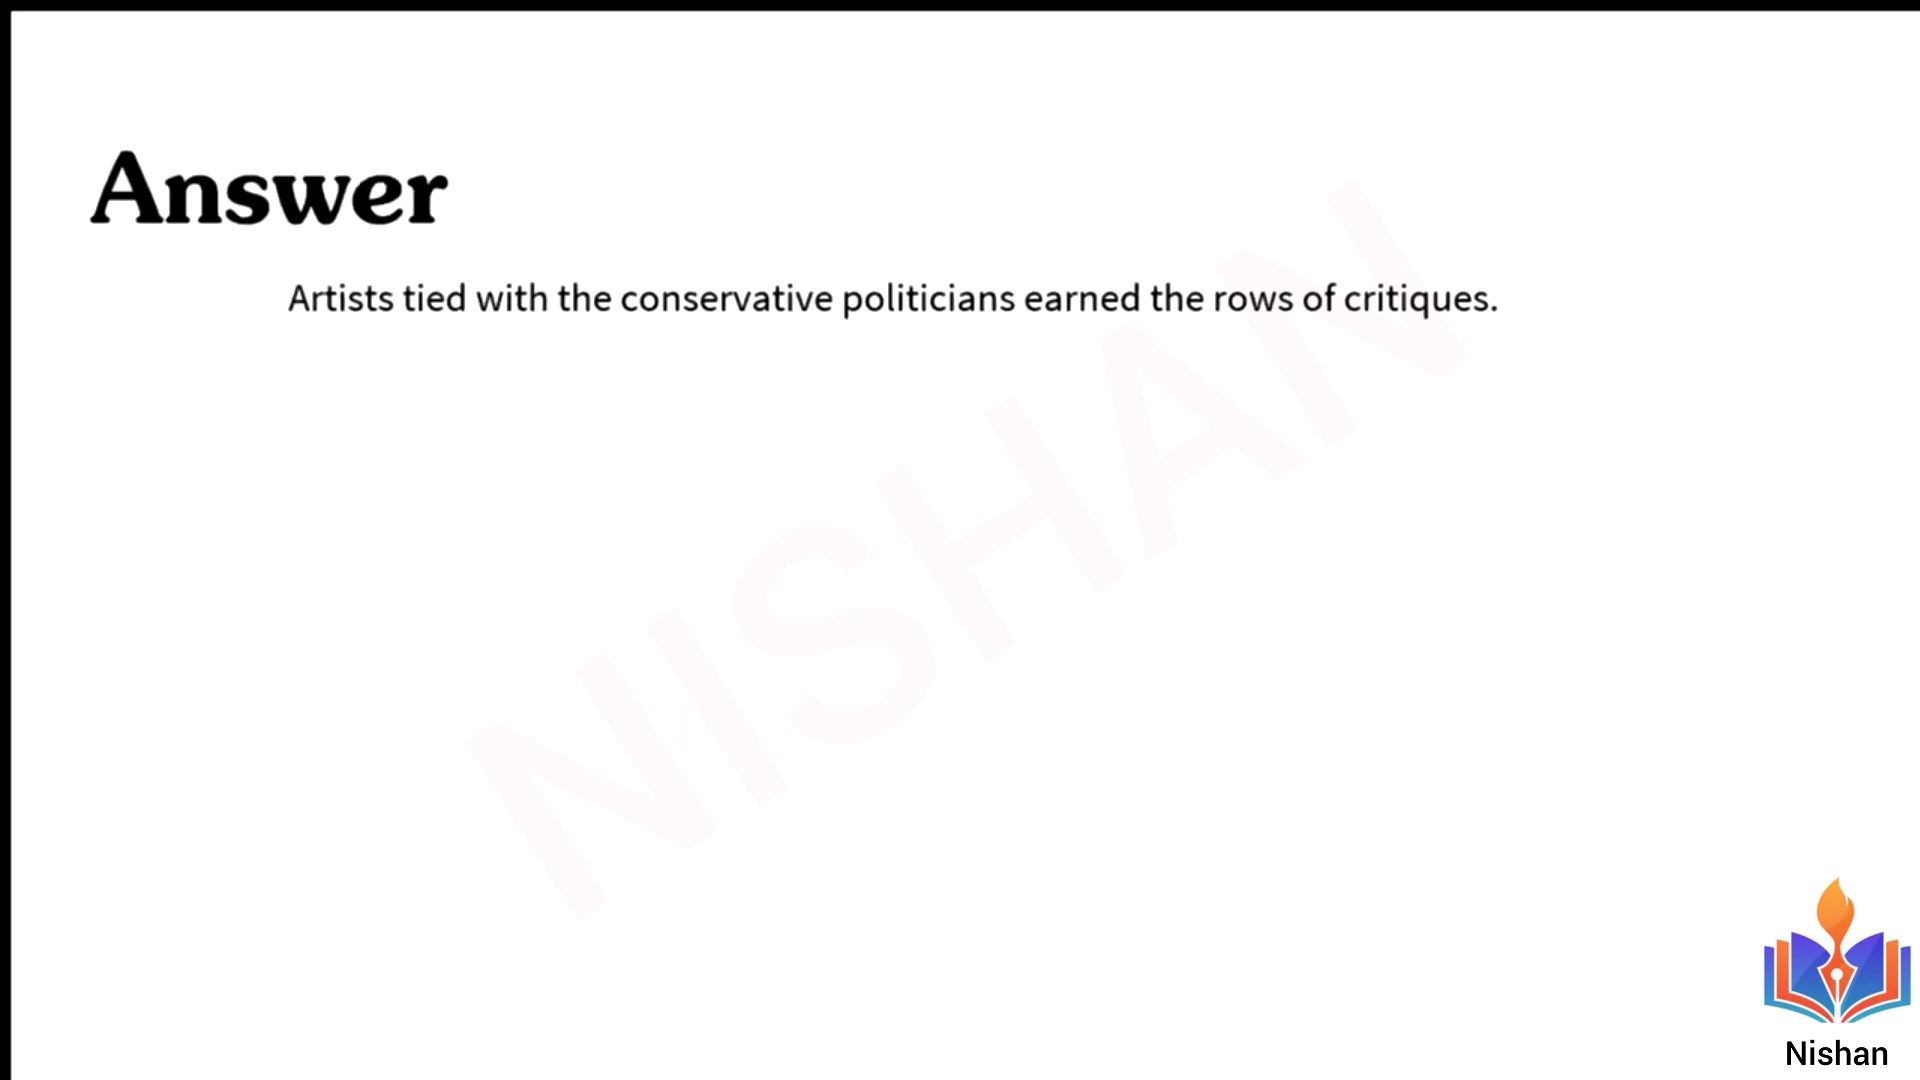 Answer
Artists tied with the conservative politicians earned the rows of critiques.
NISHAN
Nishan